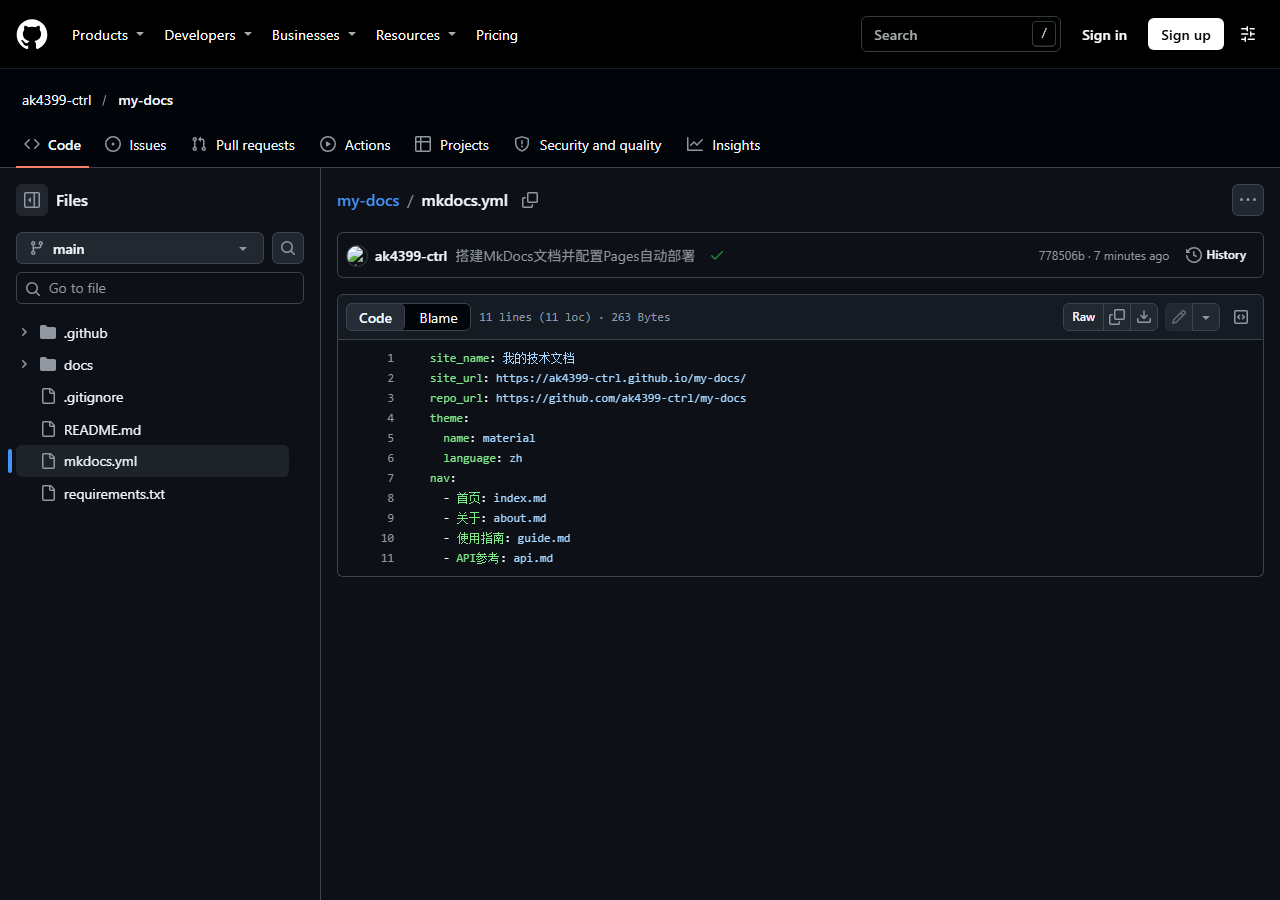 Products Developers Businesses Resources Pricing Search / Sign in Sign up
ak4399-ctrl / my-docs
Code Issues Pull requests Actions Projects Security and quality Insights
Files
main
Go to file
.github
docs
.gitignore
README.md
mkdocs.yml
requirements.txt
my-docs / mkdocs.yml
ak4399-ctrl 搭建MkDocs文档并配置Pages自动部署 778506b · 7 minutes ago History
Code Blame 11 lines (11 loc) · 263 Bytes Raw
1 site_name: 我的技术文档
2 site_url: https://ak4399-ctrl.github.io/my-docs/
3 repo_url: https://github.com/ak4399-ctrl/my-docs
4 theme:
5 name: material
6 language: zh
7 nav:
8 - 首页: index.md
9 - 关于: about.md
10 - 使用指南: guide.md
11 - API参考: api.md